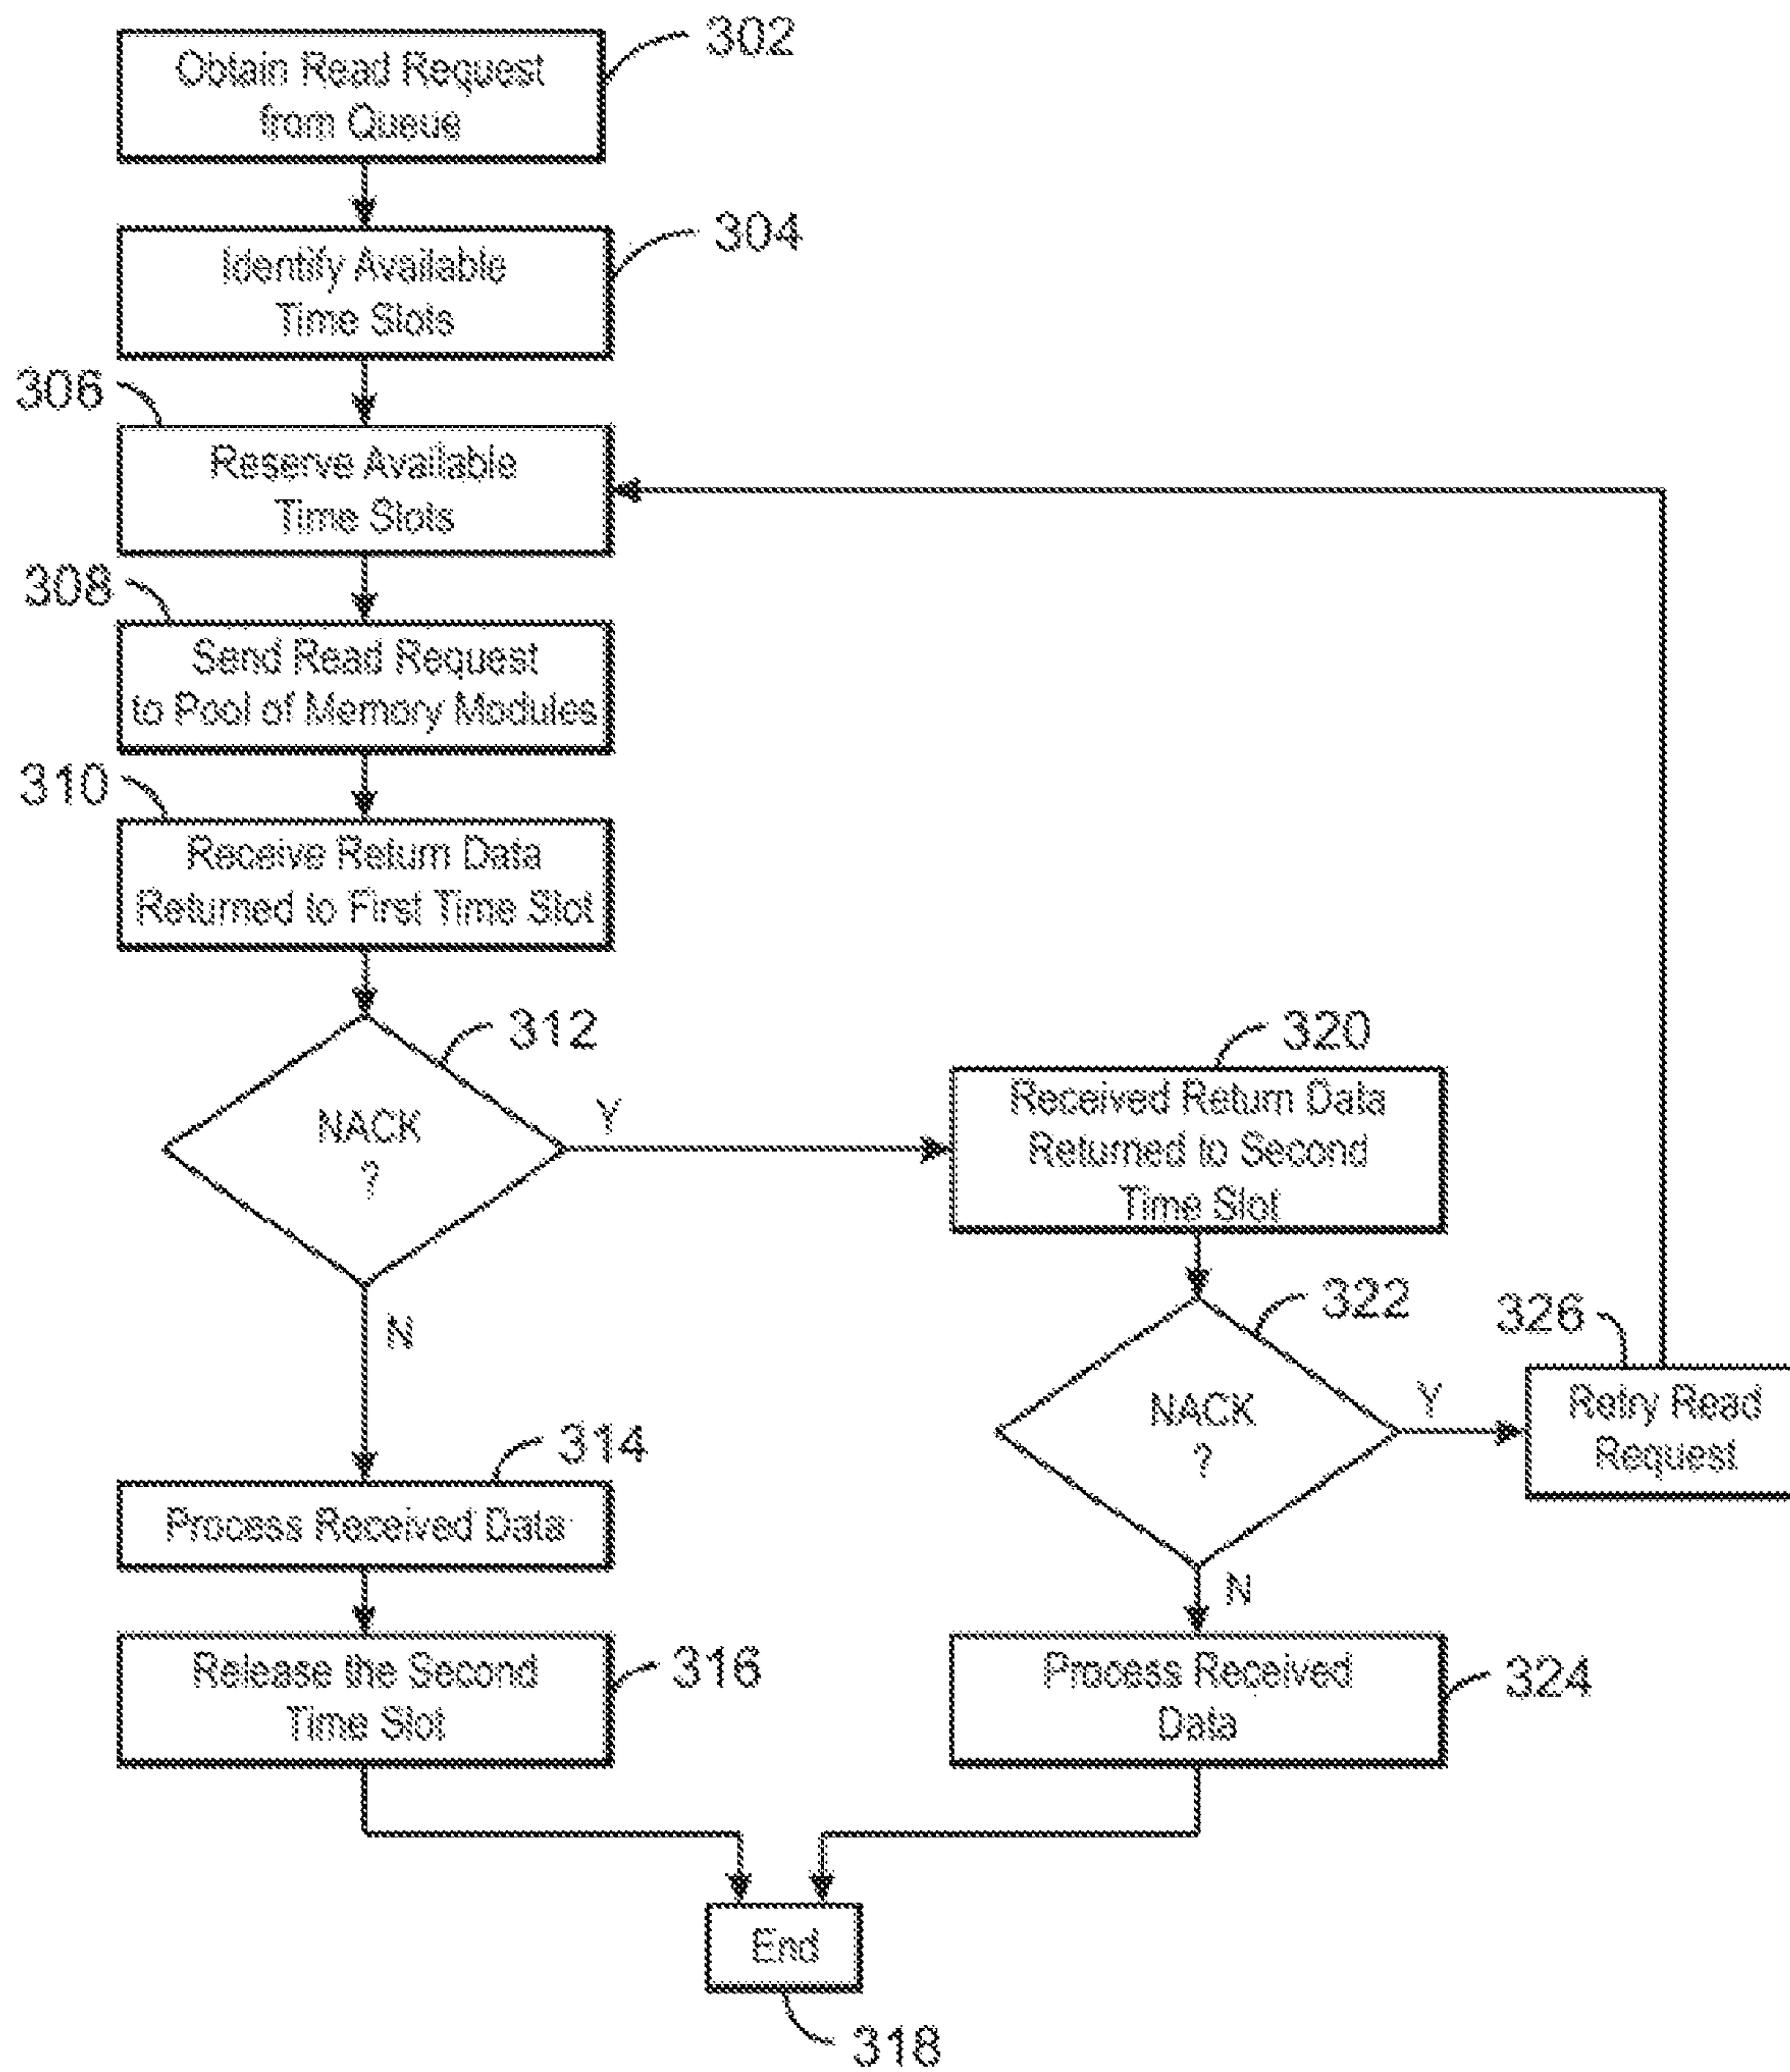 302
Obtain Read Request
from Queue
304
Identify Available
Time Slots
306
Reserve Available
Time Slots
308
Send Read Request
to Pool of Memory Modules
310
Receive Return Data
Returned to First Time Slot
312
NACK
?
Y
N
320
Received Return Data
Returned to Second
Time Slot
322
NACK
?
Y
N
326
Retry Read
Request
314
Process Received Data
316
Release the Second
Time Slot
324
Process Received
Data
End
318